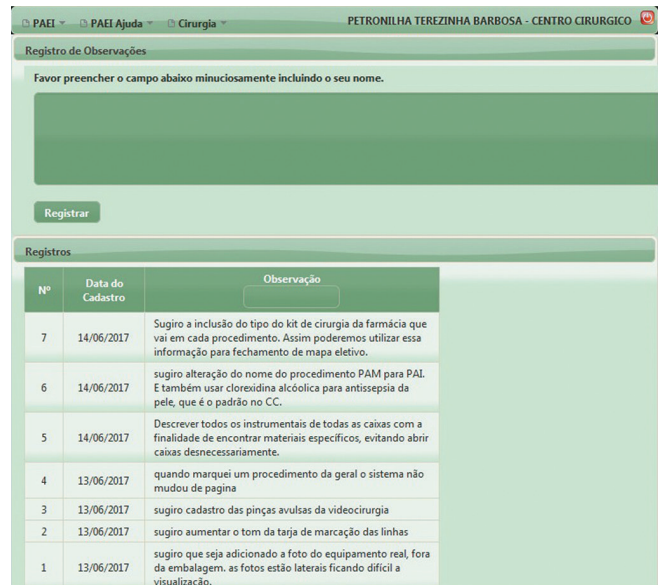 PAEI PAEI Ajuda Cirurgia PETRONILHA TEREZINHA BARBOSA - CENTRO CIRURGICO
Registro de Observações
Favor preencher o campo abaixo minuciosamente incluindo o seu nome.
Registrar
Registros
Nº Data do Cadastro Observação
7 14/06/2017 Sugiro a inclusão do tipo do kit de cirurgia da farmácia que
vai em cada procedimento. Assim poderemos utilizar essa
informação para fechamento de mapa eletivo.
6 14/06/2017 sugiro alteração do nome do procedimento PAM para PAI.
E também usar clorexidina alcóolica para antissepsia da
pele, que é o padrão no CC.
5 14/06/2017 Descrever todos os instrumentais de todas as caixas com a
finalidade de encontrar materiais específicos, evitando abrir
caixas desnecessariamente.
4 13/06/2017 quando marquei um procedimento da geral o sistema não
mudou de pagina
3 13/06/2017 sugiro cadastro das pinças avulsas da videocirurgia
2 13/06/2017 sugiro aumentar o tom da tarja de marcação das linhas
1 13/06/2017 sugiro que seja adicionado a foto do equipamento real, fora
da embalagem. as fotos estão laterais ficando difícil a
visualização.